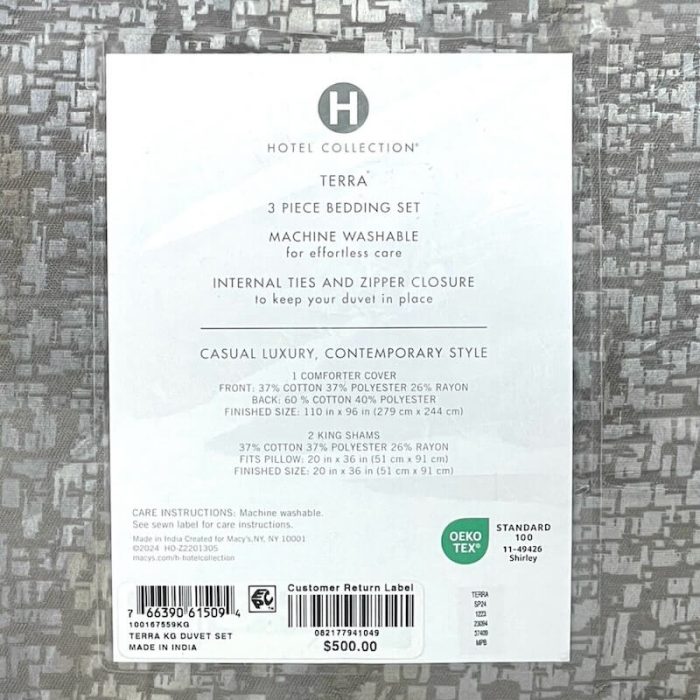 H
HOTEL COLLECTION®
TERRA
3 PIECE BEDDING SET
MACHINE WASHABLE
for effortless care
INTERNAL TIES AND ZIPPER CLOSURE
to keep your duvet in place
CASUAL LUXURY, CONTEMPORARY STYLE
1 COMFORTER COVER
FRONT: 37% COTTON 37% POLYESTER 26% RAYON
BACK: 60 % COTTON 40% POLYESTER
FINISHED SIZE: 110 in x 96 in (279 cm x 244 cm)
2 KING SHAMS
37% COTTON 37% POLYESTER 26% RAYON
FITS PILLOW: 20 in x 36 in (51 cm x 91 cm)
FINISHED SIZE: 20 in x 36 in (51 cm x 91 cm)
CARE INSTRUCTIONS: Machine washable.
See sewn label for care instructions.
Made in India Created for Macy's, NY, NY 10001
©2024 HD-Z2201305
macys.com/h-hotelcollection
OEKO
TEX®
STANDARD
100
11-49426
Shirley
7 66390 61509 4
100167559KG
TERRA KG DUVET SET
MADE IN INDIA
Customer Return Label
082177941049
$500.00
TERRA
SP24
1223
23094
37409
MPB